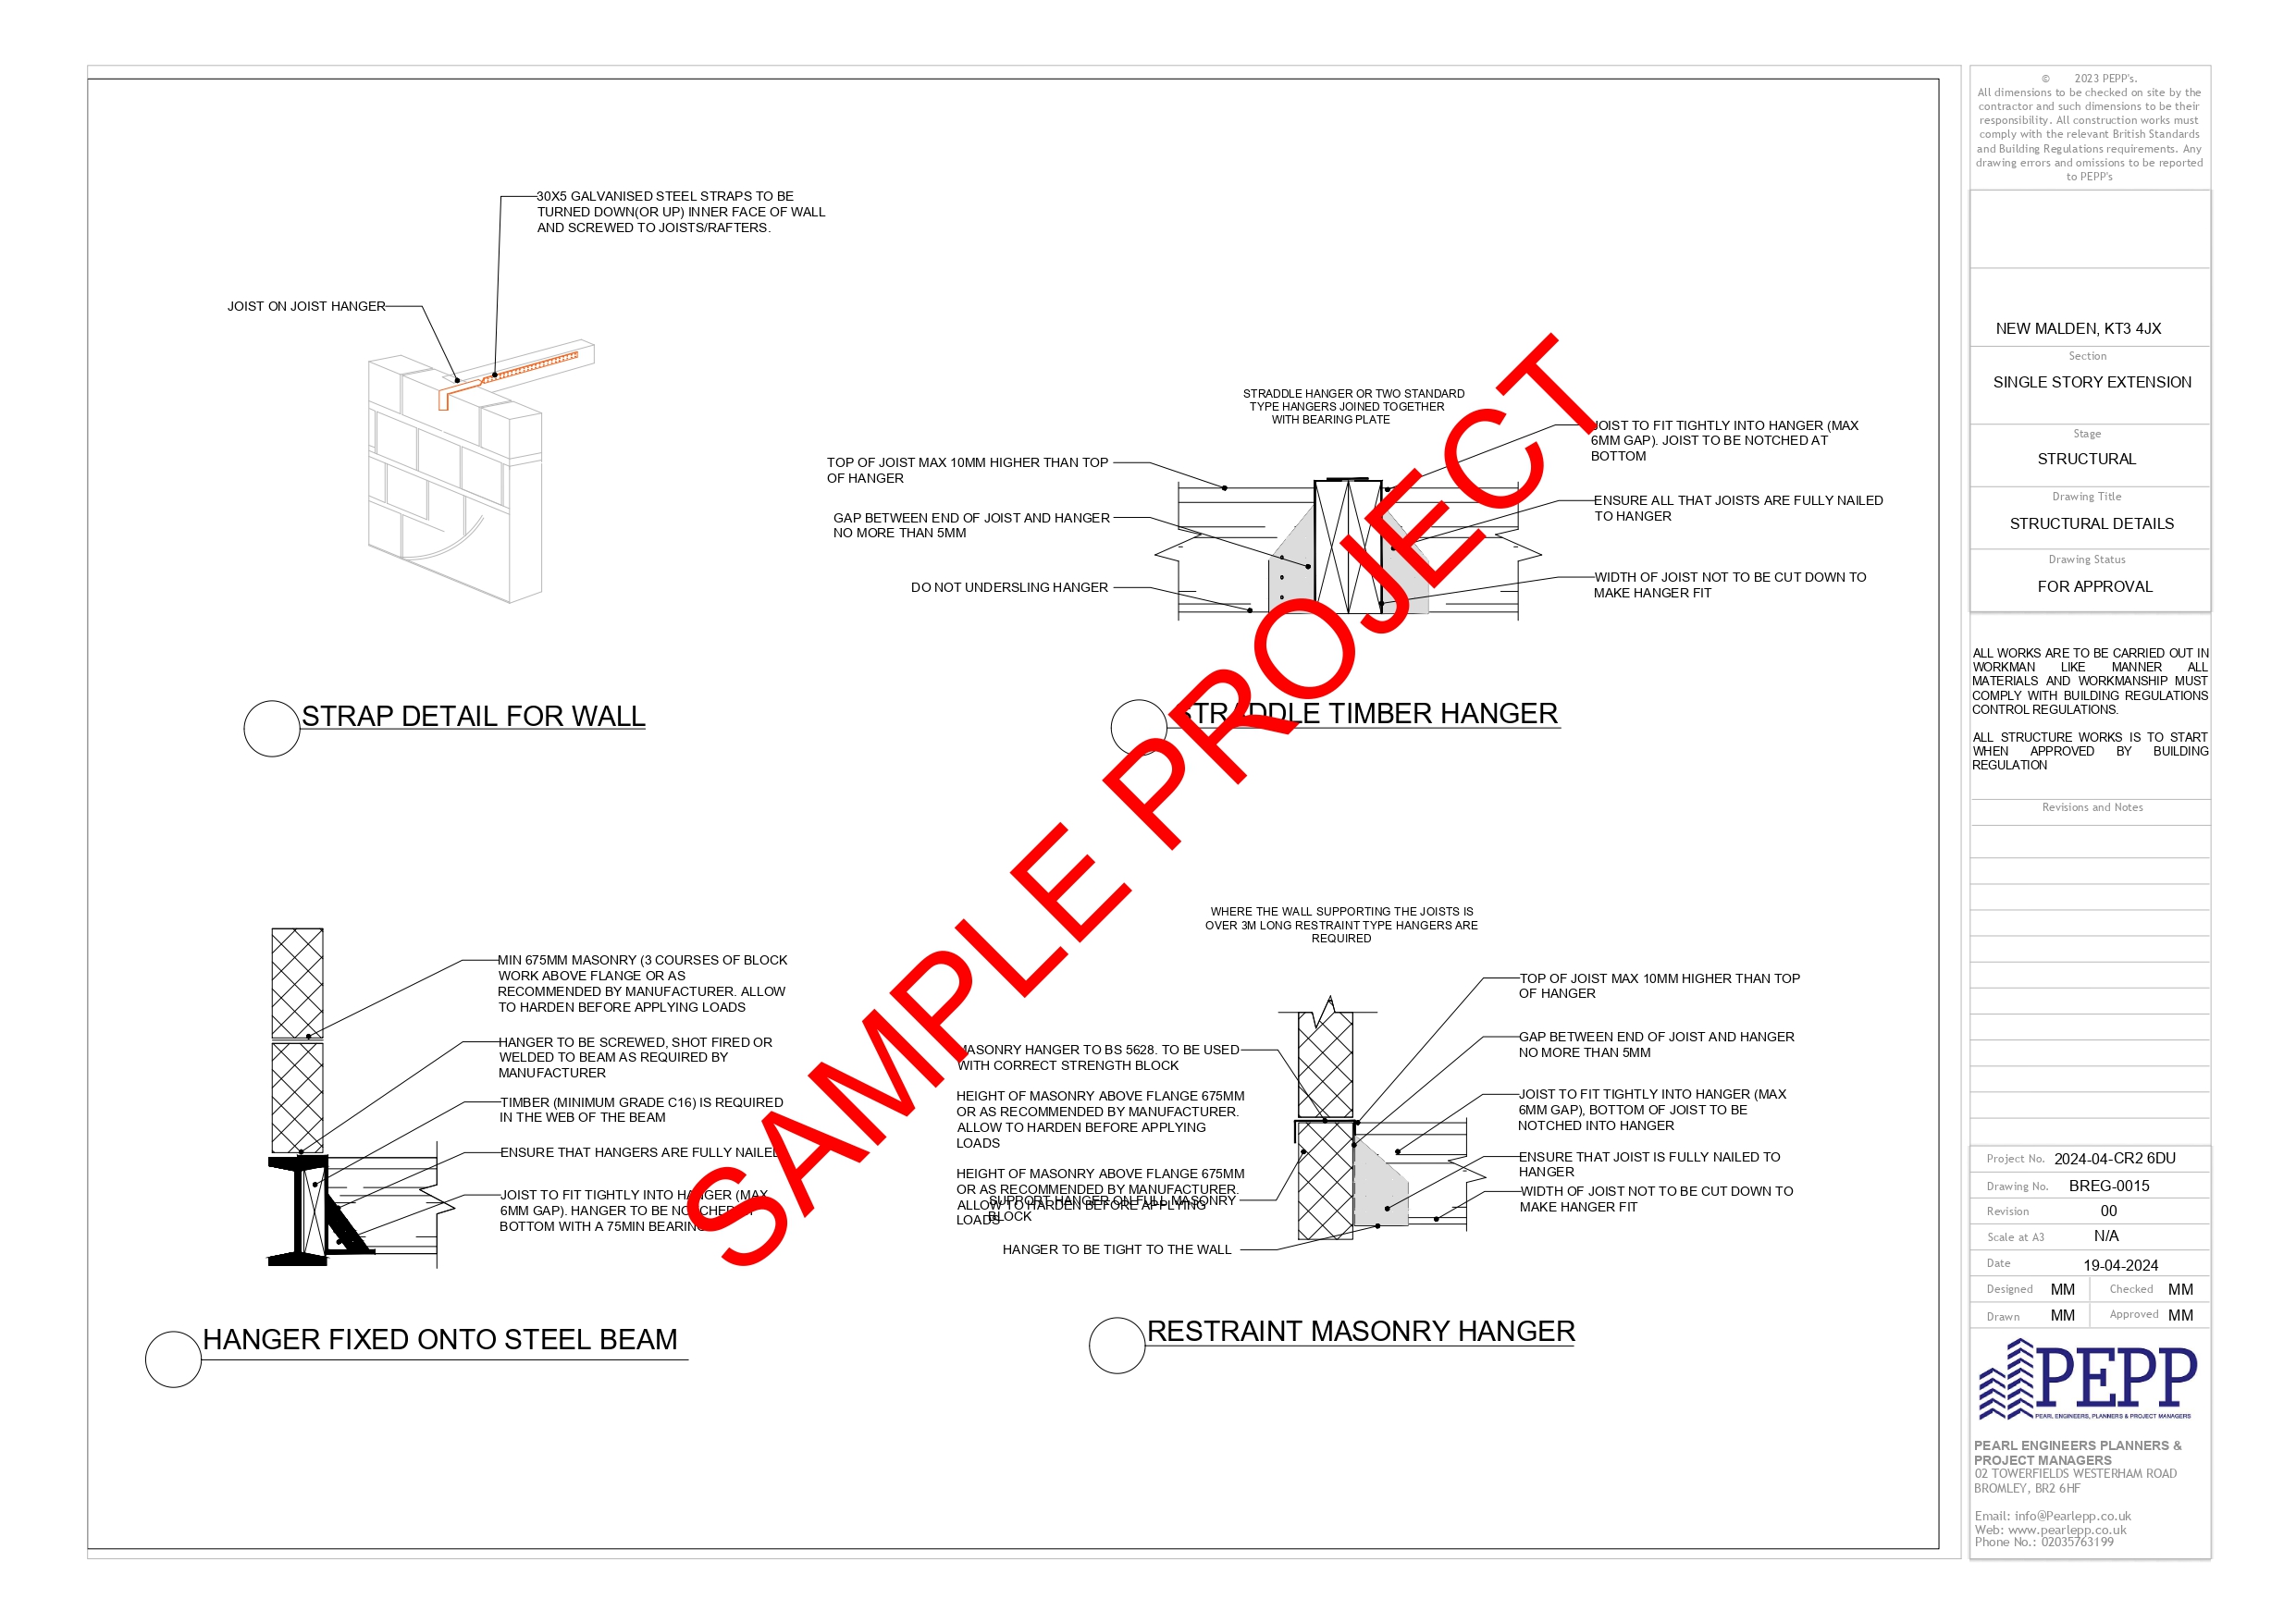 30X5 GALVANISED STEEL STRAPS TO BE
TURNED DOWN(OR UP) INNER FACE OF WALL
AND SCREWED TO JOISTS/RAFTERS.
JOIST ON JOIST HANGER
STRAP DETAIL FOR WALL
STRADDLE HANGER OR TWO STANDARD
TYPE HANGERS JOINED TOGETHER
WITH BEARING PLATE
TOP OF JOIST MAX 10MM HIGHER THAN TOP
OF HANGER
GAP BETWEEN END OF JOIST AND HANGER
NO MORE THAN 5MM
DO NOT UNDERSLING HANGER
JOIST TO FIT TIGHTLY INTO HANGER (MAX
6MM GAP). JOIST TO BE NOTCHED AT
BOTTOM
ENSURE ALL THAT JOISTS ARE FULLY NAILED
TO HANGER
WIDTH OF JOIST NOT TO BE CUT DOWN TO
MAKE HANGER FIT
STRADDLE TIMBER HANGER
SAMPLE PROJECT
MIN 675MM MASONRY (3 COURSES OF BLOCK
WORK ABOVE FLANGE OR AS
RECOMMENDED BY MANUFACTURER. ALLOW
TO HARDEN BEFORE APPLYING LOADS
HANGER TO BE SCREWED, SHOT FIRED OR
WELDED TO BEAM AS REQUIRED BY
MANUFACTURER
TIMBER (MINIMUM GRADE C16) IS REQUIRED
IN THE WEB OF THE BEAM
ENSURE THAT HANGERS ARE FULLY NAILED
JOIST TO FIT TIGHTLY INTO HANGER (MAX
6MM GAP). HANGER TO BE NOTCHED
BOTTOM WITH A 75MIN BEARING
HANGER FIXED ONTO STEEL BEAM
WHERE THE WALL SUPPORTING THE JOISTS IS
OVER 3M LONG RESTRAINT TYPE HANGERS ARE
REQUIRED
MASONRY HANGER TO BS 5628. TO BE USED
WITH CORRECT STRENGTH BLOCK
HEIGHT OF MASONRY ABOVE FLANGE 675MM
OR AS RECOMMENDED BY MANUFACTURER.
ALLOW TO HARDEN BEFORE APPLYING
LOADS
HEIGHT OF MASONRY ABOVE FLANGE 675MM
OR AS RECOMMENDED BY MANUFACTURER.
ALLOW TO HARDEN BEFORE APPLYING
LOADS
SUPPORT HANGER ON FULL MASONRY
BLOCK
HANGER TO BE TIGHT TO THE WALL
TOP OF JOIST MAX 10MM HIGHER THAN TOP
OF HANGER
GAP BETWEEN END OF JOIST AND HANGER
NO MORE THAN 5MM
JOIST TO FIT TIGHTLY INTO HANGER (MAX
6MM GAP), BOTTOM OF JOIST TO BE
NOTCHED INTO HANGER
ENSURE THAT JOIST IS FULLY NAILED TO
HANGER
WIDTH OF JOIST NOT TO BE CUT DOWN TO
MAKE HANGER FIT
RESTRAINT MASONRY HANGER
© 2023 PEPP's.
All dimensions to be checked on site by the
contractor and such dimensions to be their
responsibility. All construction works must
comply with the relevant British Standards
and Building Regulations requirements. Any
drawing errors and omissions to be reported
to PEPP's
NEW MALDEN, KT3 4JX
Section
SINGLE STORY EXTENSION
Stage
STRUCTURAL
Drawing Title
STRUCTURAL DETAILS
Drawing Status
FOR APPROVAL
ALL WORKS ARE TO BE CARRIED OUT IN
WORKMAN LIKE MANNER ALL
MATERIALS AND WORKMANSHIP MUST
COMPLY WITH BUILDING REGULATIONS
CONTROL REGULATIONS.
ALL STRUCTURE WORKS IS TO START
WHEN APPROVED BY BUILDING
REGULATION
Revisions and Notes
Project No. 2024-04-CR2 6DU
Drawing No. BREG-0015
Revision 00
Scale at A3 N/A
Date 19-04-2024
Designed MM Checked MM
Drawn MM Approved MM
PEPP
PEARL ENGINEERS, PLANNERS & PROJECT MANAGERS
PEARL ENGINEERS PLANNERS &
PROJECT MANAGERS
02 TOWERFIELDS WESTERHAM ROAD
BROMLEY, BR2 6HF
Email: info@Pearlepp.co.uk
Web: www.pearlepp.co.uk
Phone No.: 02035763199